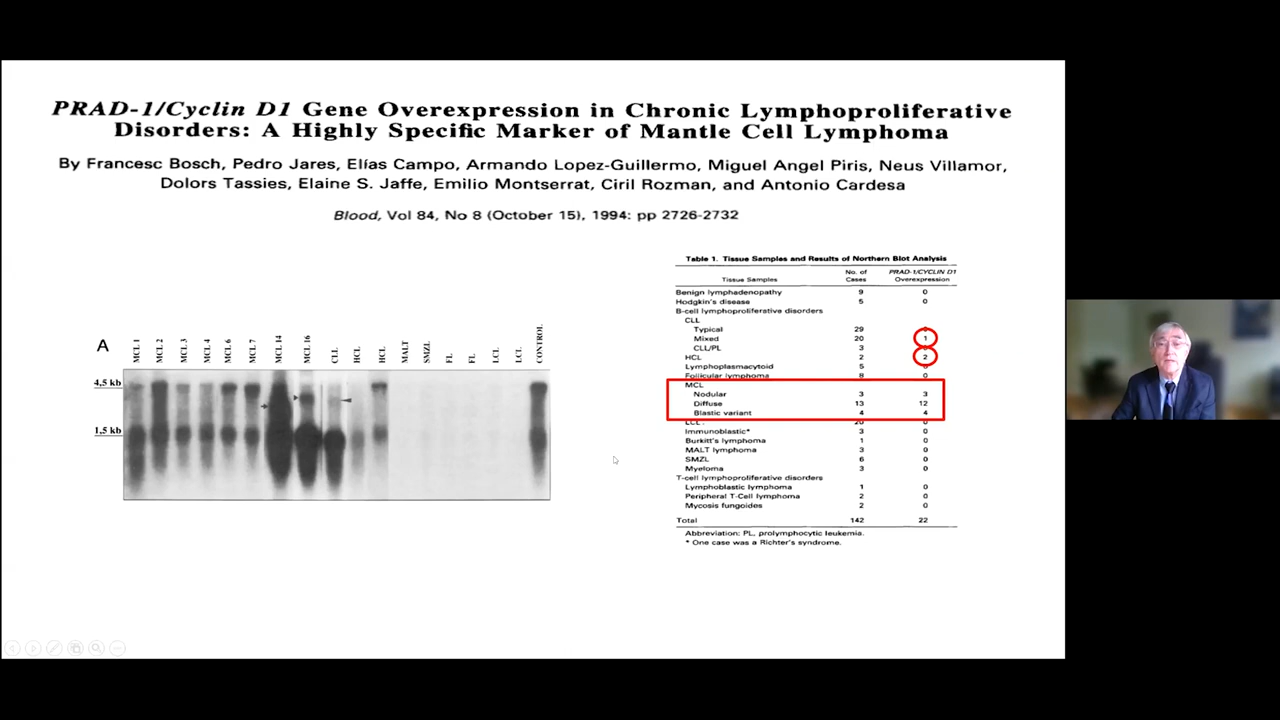 PRAD-1/Cyclin D1 Gene Overexpression in Chronic Lymphoproliferative
Disorders: A Highly Specific Marker of Mantle Cell Lymphoma
By Francesc Bosch, Pedro Jares, Elías Campo, Armando Lopez-Guillermo, Miguel Angel Piris, Neus Villamor,
Dolors Tassies, Elaine S. Jaffe, Emilio Montserrat, Ciril Rozman, and Antonio Cardesa
Blood, Vol 84, No 8 (October 15), 1994: pp 2726-2732
A
MCL 1
MCL 2
MCL 3
MCL 4
MCL 6
MCL 7
MCL 14
MCL 16
CLL
HCL
HCL
MALT
SMZL
FL
FL
LCL
LCL
CONTROL
4,5 kb
1,5 kb
Table 1. Tissue Samples and Results of Northern Blot Analysis
Tissue Samples No. of Cases PRAD-1/CYCLIN D1 Overexpression
Benign lymphadenopathy 9 0
Hodgkin's disease 5 0
B-cell lymphoproliferative disorders
CLL
Typical 29
Mixed 20 1
CLL/PL 3
HCL 2 2
Lymphoplasmacytoid 5 0
Follicular lymphoma 8 0
MCL
Nodular 3 3
Diffuse 13 12
Blastic variant 4 4
LCL 20 0
Immunoblastic* 3 0
Burkitt's lymphoma 1 0
MALT lymphoma 3 0
SMZL 6 0
Myeloma 3 0
T-cell lymphoproliferative disorders
Lymphoblastic lymphoma 1 0
Peripheral T-Cell lymphoma 2 0
Mycosis fungoides 2 0
Total 142 22
Abbreviation: PL, prolymphocytic leukemia.
* One case was a Richter's syndrome.